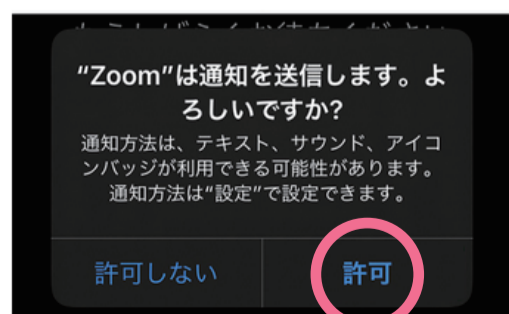 “Zoom”は通知を送信します。よ
ろしいですか?
通知方法は、テキスト、サウンド、アイコ
ンバッジが利用できる可能性があります。
通知方法は“設定”で設定できます。
許可しない
許可